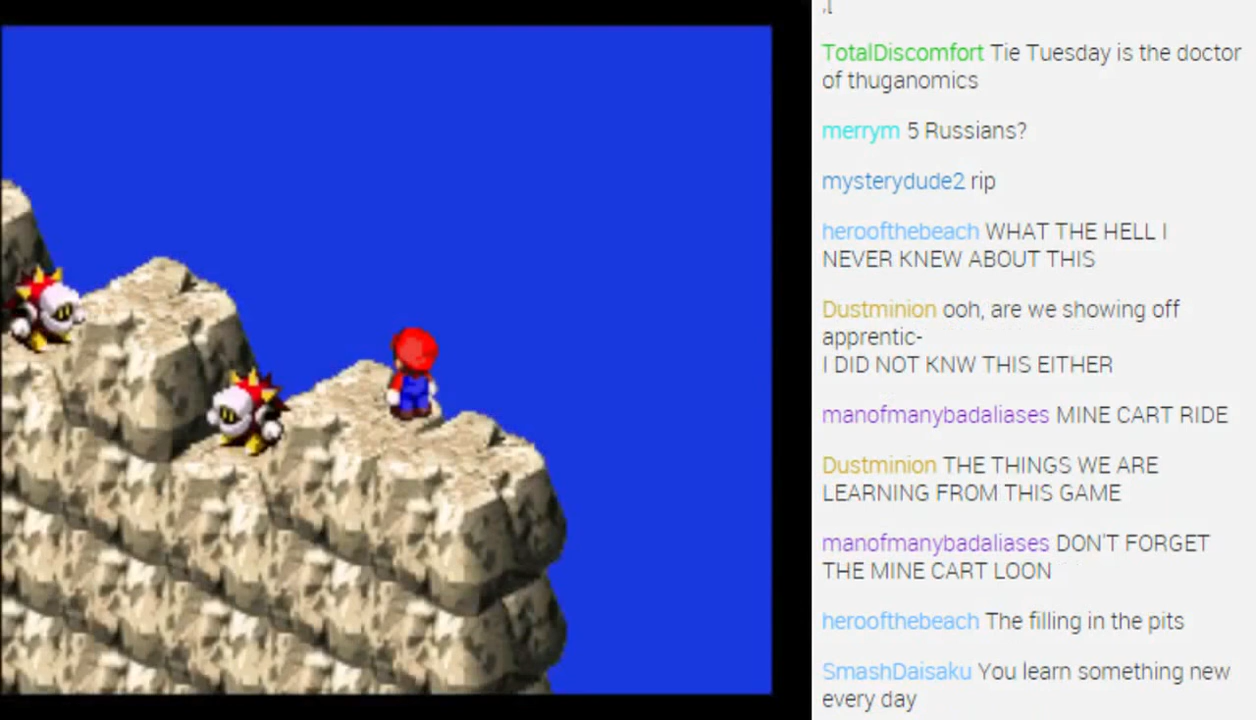 TotalDiscomfort Tie Tuesday is the doctor
of thuganomics
merrym 5 Russians?
mysterydude2 rip
heroofthebeach WHAT THE HELL I
NEVER KNEW ABOUT THIS
Dustminion ooh, are we showing off
apprentic-
I DID NOT KNW THIS EITHER
manofmanybadaliases MINE CART RIDE
Dustminion THE THINGS WE ARE
LEARNING FROM THIS GAME
manofmanybadaliases DON'T FORGET
THE MINE CART LOON
heroofthebeach The filling in the pits
SmashDaisaku You learn something new
every day